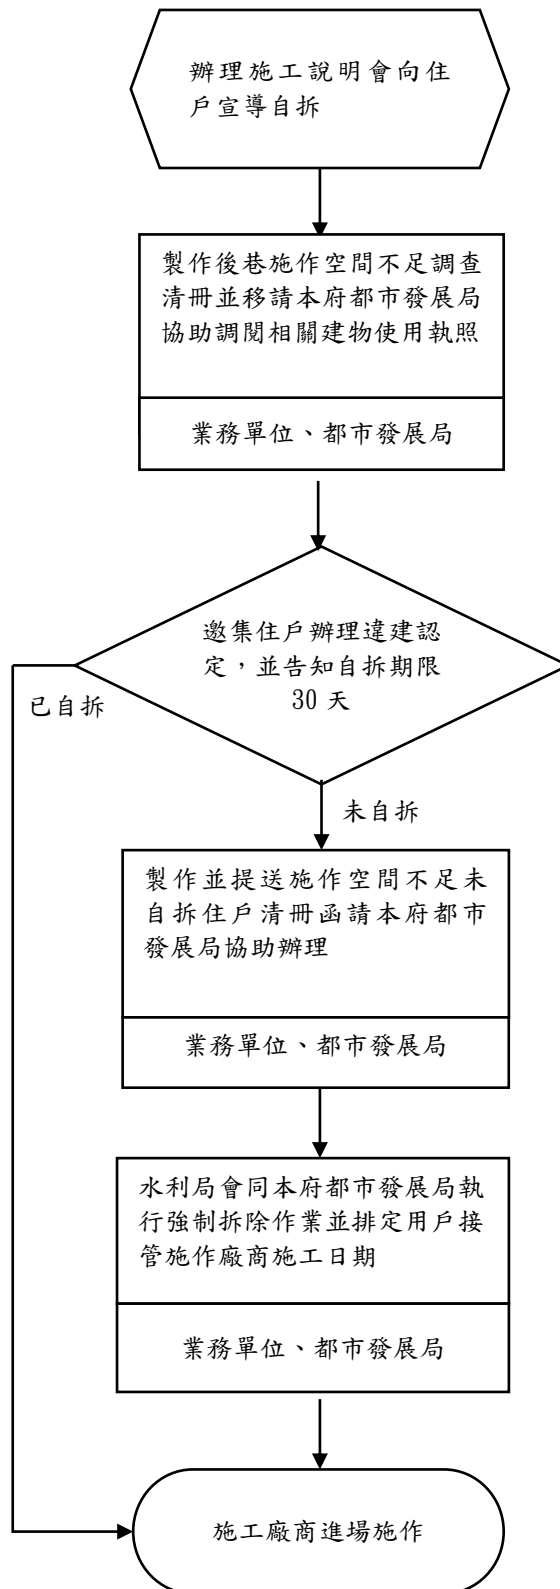 辦理施工說明會向住
戶宣導自拆
製作後巷施作空間不足調查
清冊並移請本府都市發展局
協助調閱相關建物使用執照
業務單位、都市發展局
邀集住戶辦理違建認
定，並告知自拆期限
30 天
已自拆
未自拆
製作並提送施作空間不足未
自拆住戶清冊函請本府都市
發展局協助辦理
業務單位、都市發展局
水利局會同本府都市發展局執
行強制拆除作業並排定用戶接
管施作廠商施工日期
業務單位、都市發展局
施工廠商進場施作